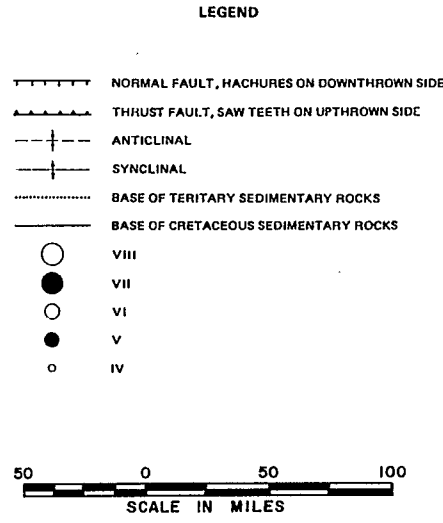 LEGEND
NORMAL FAULT, HACHURES ON DOWNTHROWN SIDE
THRUST FAULT, SAW TEETH ON UPTHROWN SIDE
ANTICLINAL
SYNCLINAL
BASE OF TERITARY SEDIMENTARY ROCKS
BASE OF CRETACEOUS SEDIMENTARY ROCKS
VIII
VII
VI
V
IV
50 0 50 100
SCALE IN MILES